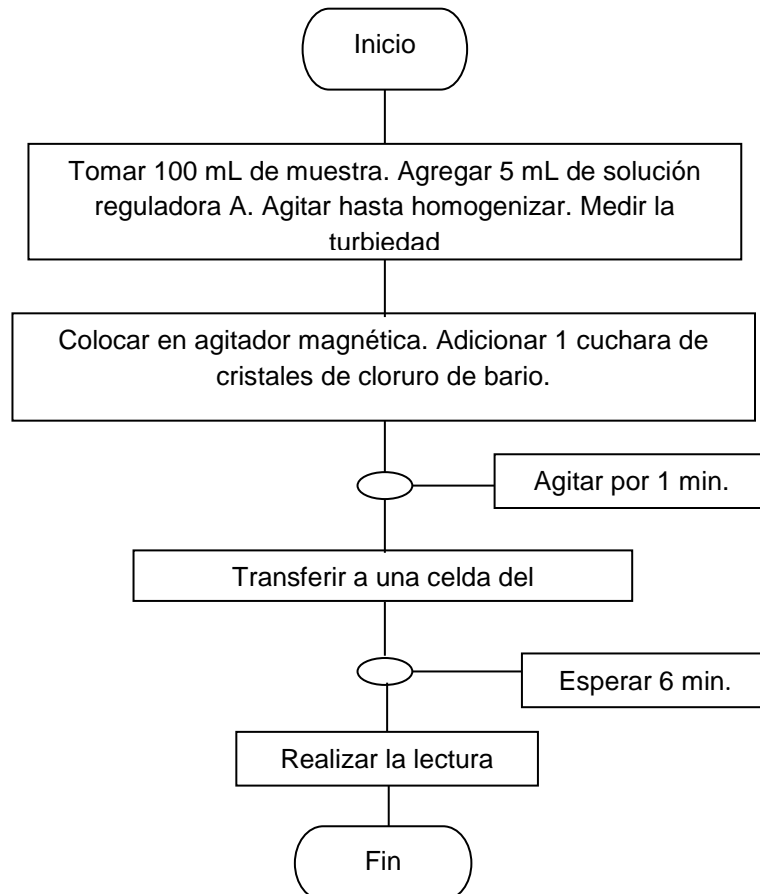 Inicio
Tomar 100 mL de muestra. Agregar 5 mL de solución
reguladora A. Agitar hasta homogenizar. Medir la
turbiedad
Colocar en agitador magnética. Adicionar 1 cuchara de
cristales de cloruro de bario.
Agitar por 1 min.
Transferir a una celda del
Esperar 6 min.
Realizar la lectura
Fin